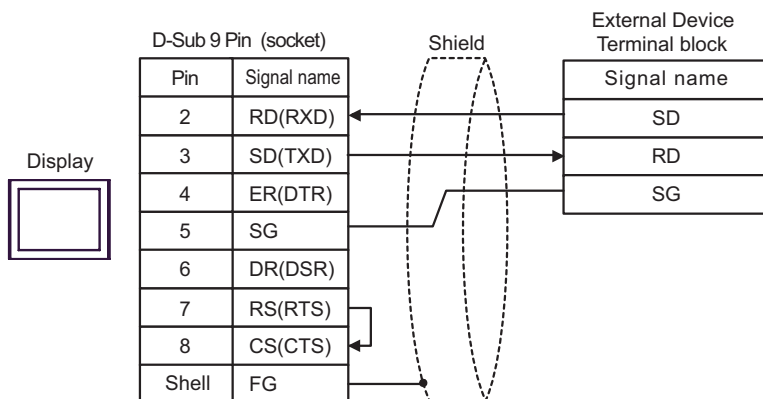 External Device
D-Sub 9 Pin (socket) Shield Terminal block
Pin Signal name Signal name
2 RD(RXD) SD
3 SD(TXD) RD
Display
4 ER(DTR) SG
5 SG
6 DR(DSR)
7 RS(RTS)
8 CS(CTS)
Shell FG